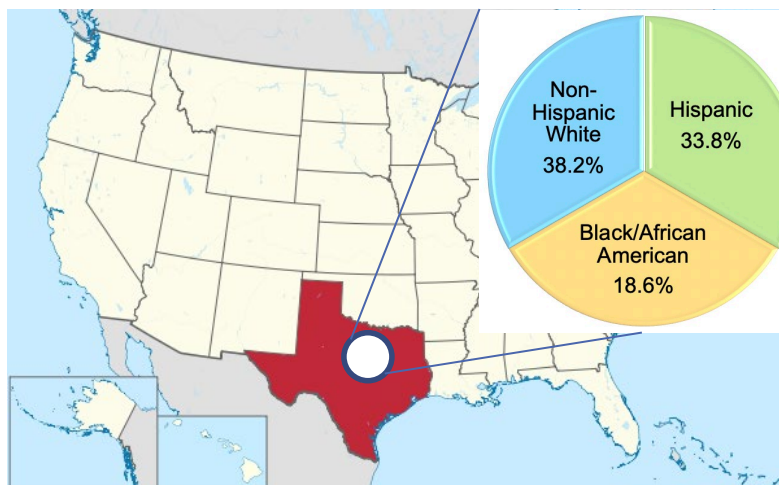 Non-
Hispanic
White
38.2%
Hispanic
33.8%
Black/African
American
18.6%